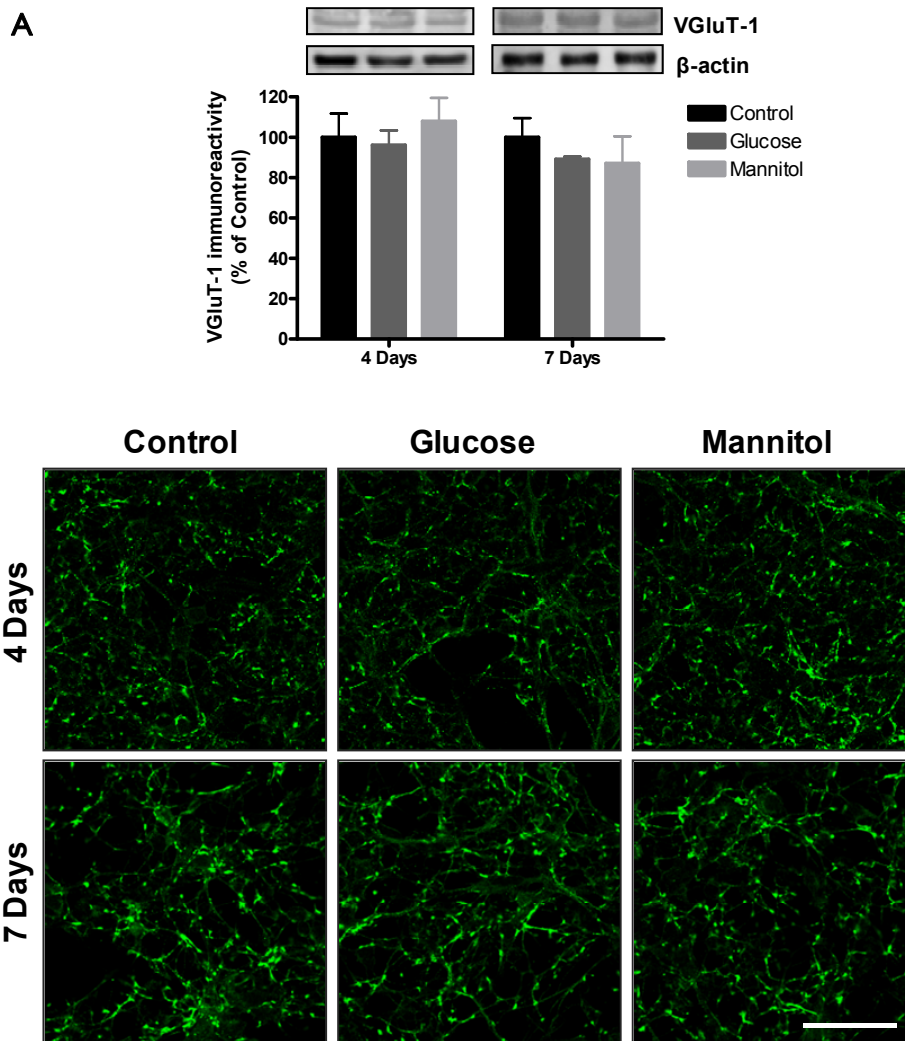 A
VGluT-1
β-actin
VGluT-1 immunoreactivity
(% of Control)
120
100
80
60
40
20
0
4 Days
7 Days
Control
Glucose
Mannitol
Control
Glucose
Mannitol
4 Days
7 Days